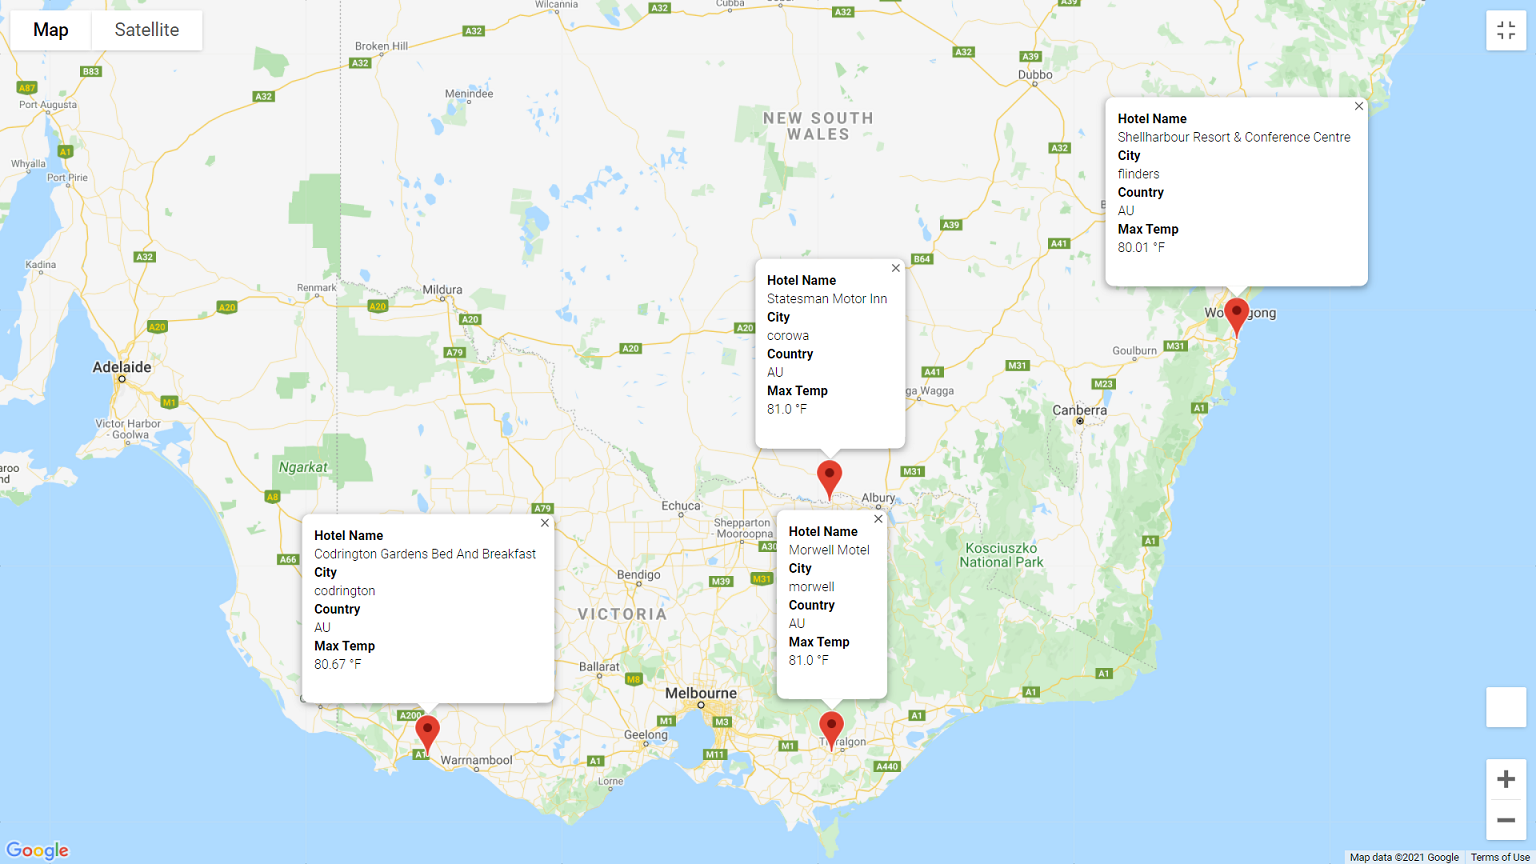 Map
Satellite
Wilcannia
A32
Cubba
A32
A39
Broken Hill
A32
A32
A32
A39
Dubbo
B83
A87
Port Augusta
A32
Menindee
NEW SOUTH
WALES
A32
A1
Whyalla
Port Pirie
Hotel Name
Shellharbour Resort & Conference Centre
City
flinders
Country
AU
Max Temp
80.01 °F
A39
A41
B64
A32
Kadina
Renmark
Mildura
A20
A20
A20
A20
A20
A20
A79
Hotel Name
Statesman Motor Inn
City
corowa
Country
AU
Max Temp
81.0 °F
Goulburn
M31
M31
A41
M23
ga Wagga
Canberra
A1
Adelaide
M1
Victor Harbor
- Goolwa
aroo
nd
Ngarkat
A8
A79
A66
M31
Albury
Echuca
Shepparton
- Mooroopna
A30
Bendigo
M39
M31
VICTORIA
Kosciuszko
National Park
A1
Hotel Name
Codrington Gardens Bed And Breakfast
City
codrington
Country
AU
Max Temp
80.67 °F
Hotel Name
Morwell Motel
City
morwell
Country
AU
Max Temp
81.0 °F
Ballarat
M8
Melbourne
A1
A1
A200
M1
M3
A1
Geelong
M1
M11
A440
Warrnambool
A1
Lorne
Google
Map data ©2021 Google
Terms of Use